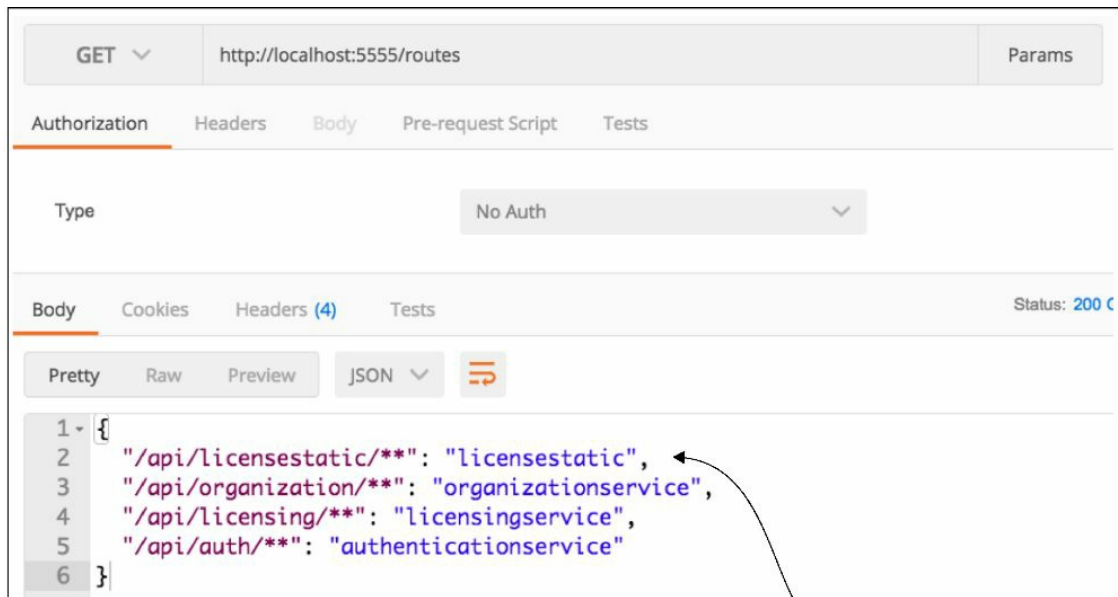 GET http://localhost:5555/routes Params
Authorization Headers Body Pre-request Script Tests
Type No Auth
Body Cookies Headers (4) Tests Status: 200 O
Pretty Raw Preview JSON
1 {
2 "/api/licensestatic/**": "licensestatic",
3 "/api/organization/**": "organizationservice",
4 "/api/licensing/**": "licensingservice",
5 "/api/auth/**": "authenticationservice"
6 }